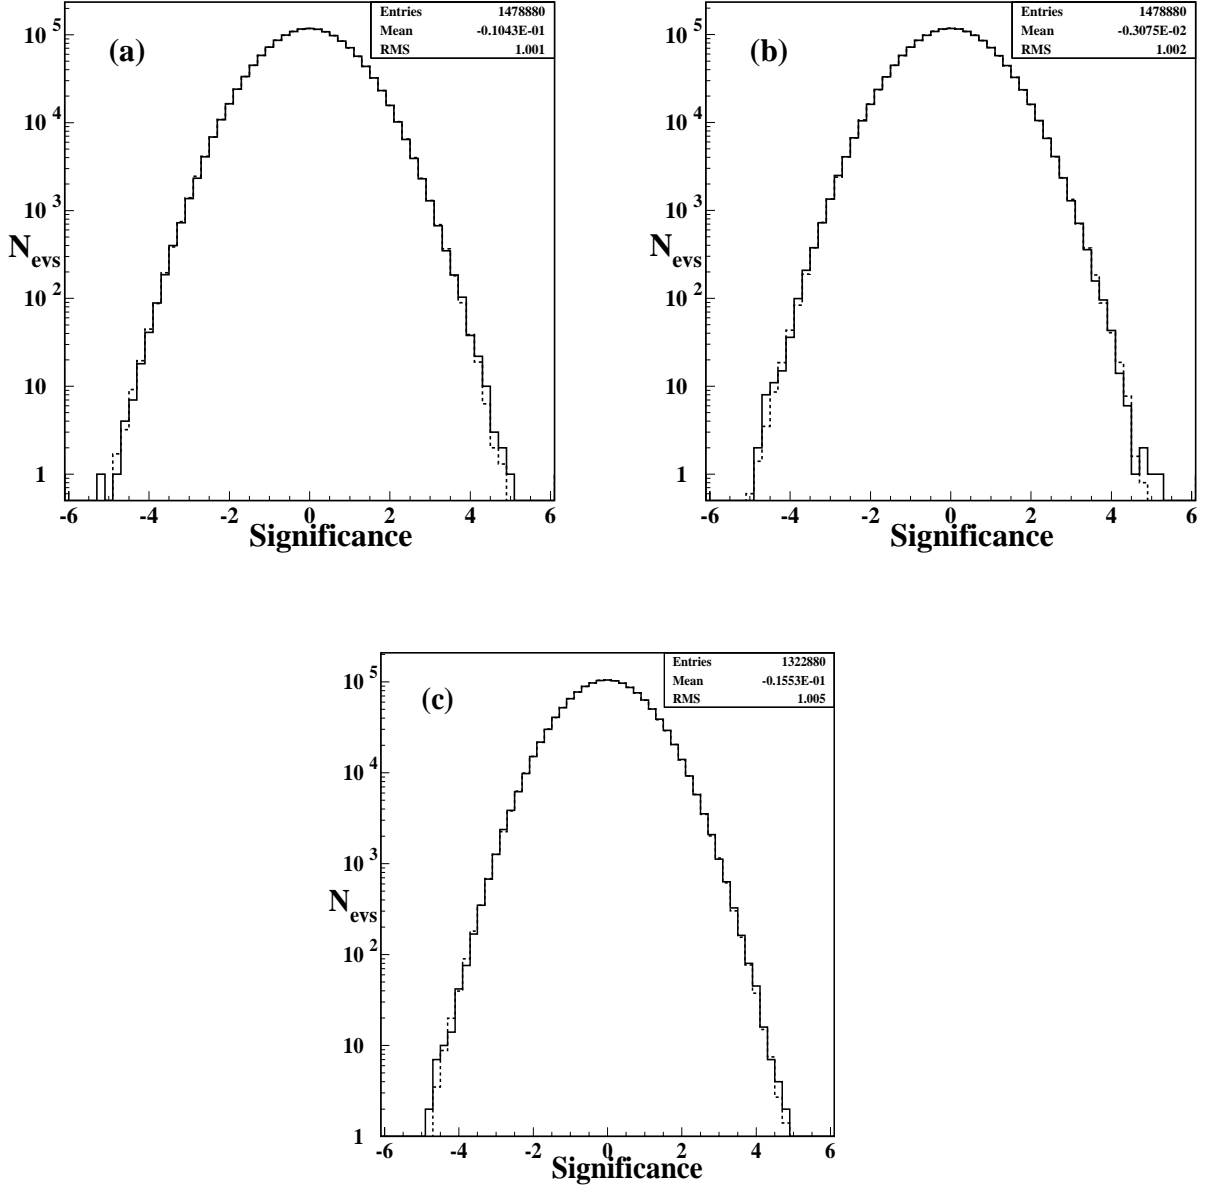 (a)
Entries 1478880
Mean -0.1043E-01
RMS 1.001
10^5
10^4
10^3
N_evs
10^2
10
1
-6 -4 -2 0 2 4 6
Significance
(b)
Entries 1478880
Mean -0.3075E-02
RMS 1.002
10^5
10^4
10^3
N_evs
10^2
10
1
-6 -4 -2 0 2 4 6
Significance
(c)
Entries 1322880
Mean -0.1553E-01
RMS 1.005
10^5
10^4
10^3
N_evs
10^2
10
1
-6 -4 -2 0 2 4 6
Significance